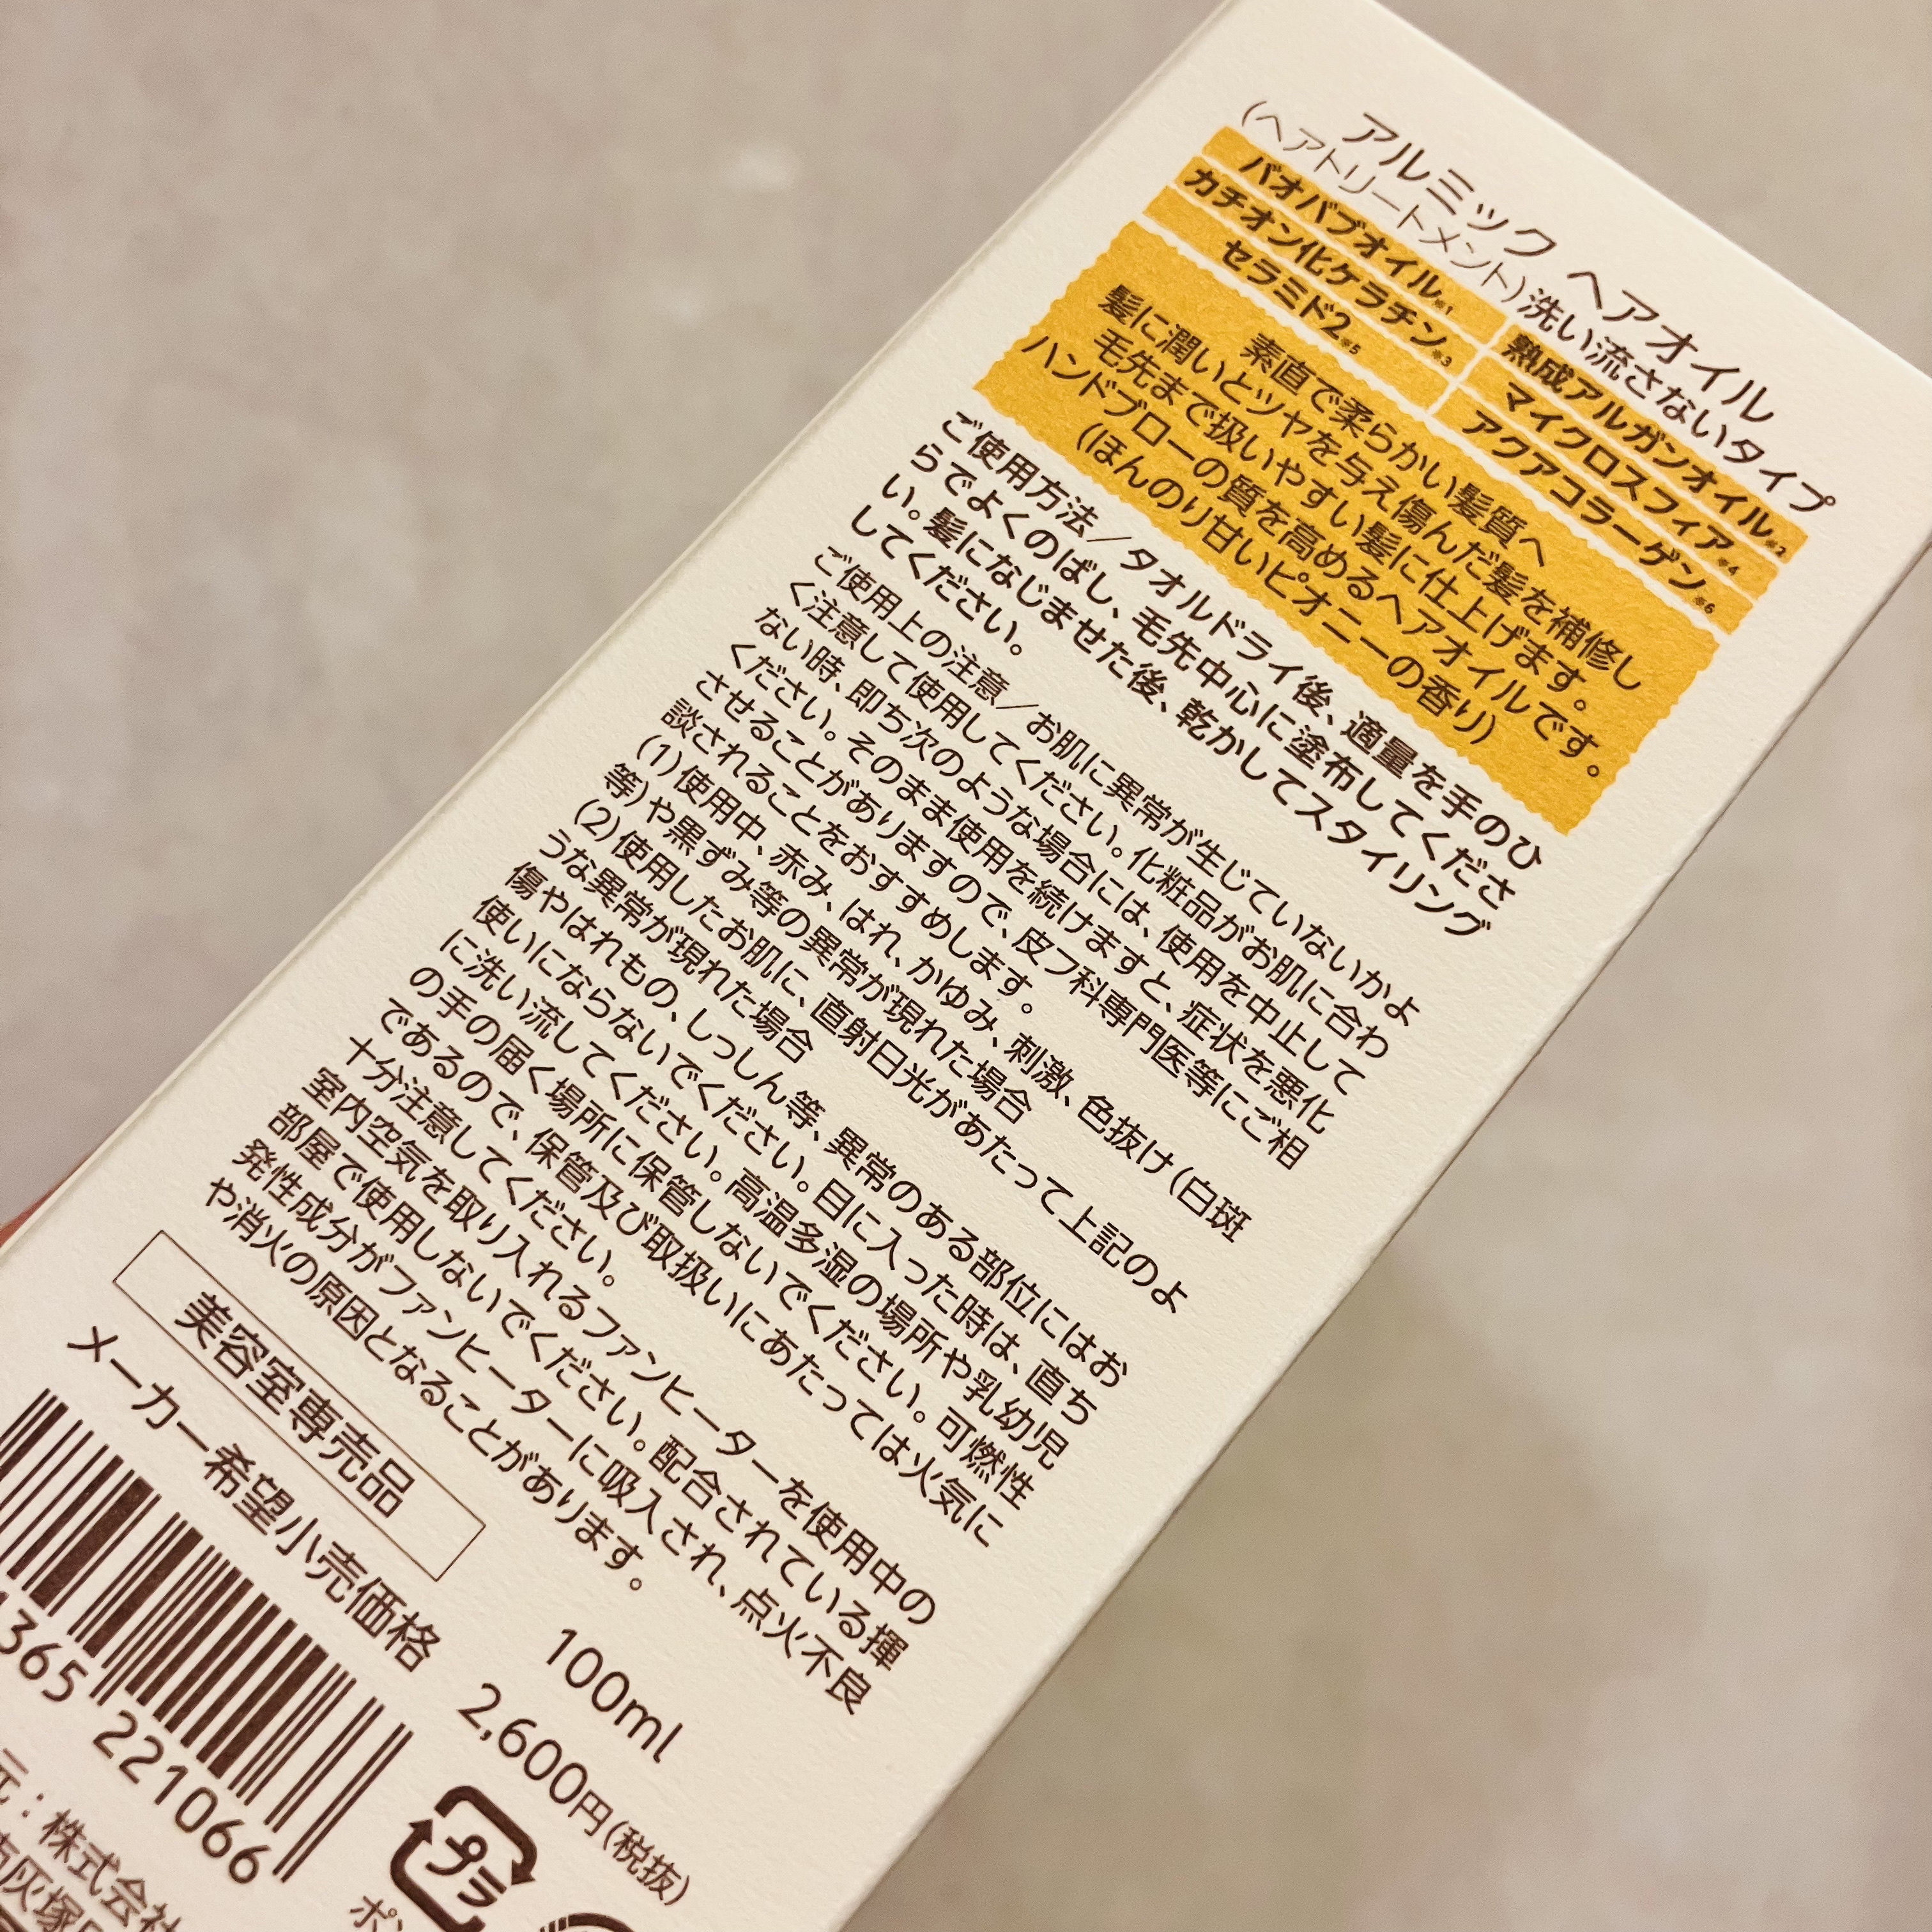 アルミック ヘアオイル
(ヘアトリートメント)洗い流さないタイプ
バオバブオイル※1 熟成アルガンオイル※2
カチオン化ケラチン※3 マイクロスフィア※4
セラミド2※5 アクアコラーゲン※6
素直で柔らかい髪質へ
髪に潤いとツヤを与え傷んだ髪を補修し
毛先まで扱いやすい髪に仕上げます。
ハンドブローの質を高めるヘアオイルです。
(ほんのり甘いピオニーの香り)
ご使用方法/タオルドライ後、適量を手のひ
らでよくのばし、毛先中心に塗布してくださ
い。髪になじませた後、乾かしてスタイリング
してください。
ご使用上の注意/お肌に異常が生じていないかよ
く注意して使用してください。化粧品がお肌に合わ
ない時、即ち次のような場合には、使用を中止して
ください。そのまま使用を続けますと、症状を悪化
させることがありますので、皮フ科専門医等にご相
談されることをおすすめします。
(1)使用中、赤み、はれ、かゆみ、刺激、色抜け(白斑
等)や黒ずみ等の異常が現れた場合
(2)使用したお肌に、直射日光があたって上記のよ
うな異常が現れた場合
傷やはれもの、しっしん等、異常のある部位にはお
使いにならないでください。目に入った時は、直ち
に洗い流してください。高温多湿の場所や乳幼児
の手の届く場所に保管しないでください。可燃性
であるので、保管及び取扱いにあたっては火気に
十分注意してください。
室内空気を取り入れるファンヒーターを使用中の
部屋で使用しないでください。配合されている揮
発性成分がファンヒーターに吸入され、点火不良
や消火の原因となることがあります。
美容室専売品 100ml
メーカー希望小売価格 2,600円(税抜)
365 221066
プラ
元:株式会社
灰塚
ポン